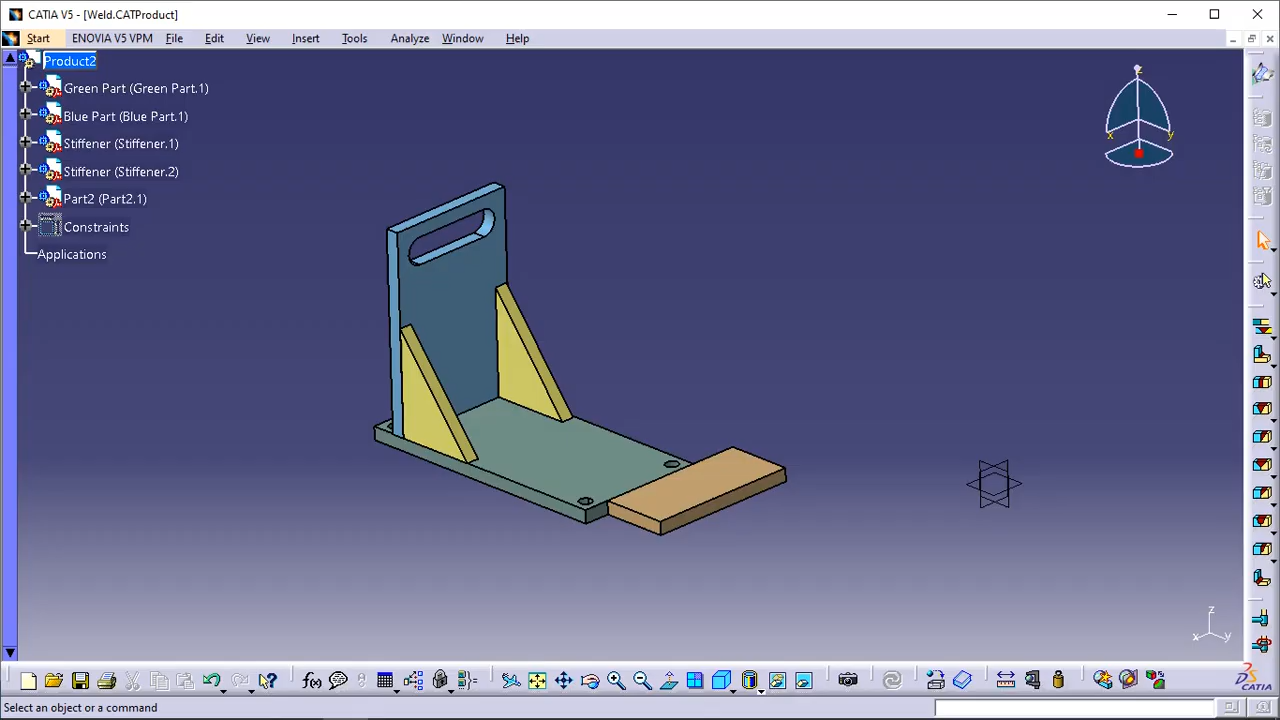 CATIA V5 - [Weld.CATProduct]
Start ENOVIA V5 VPM File Edit View Insert Tools Analyze Window Help
Product2
Green Part (Green Part.1)
Blue Part (Blue Part.1)
Stiffener (Stiffener.1)
Stiffener (Stiffener.2)
Part2 (Part2.1)
Constraints
Applications
z
x y
z
x y
f(x)
CATIA
Select an object or a command